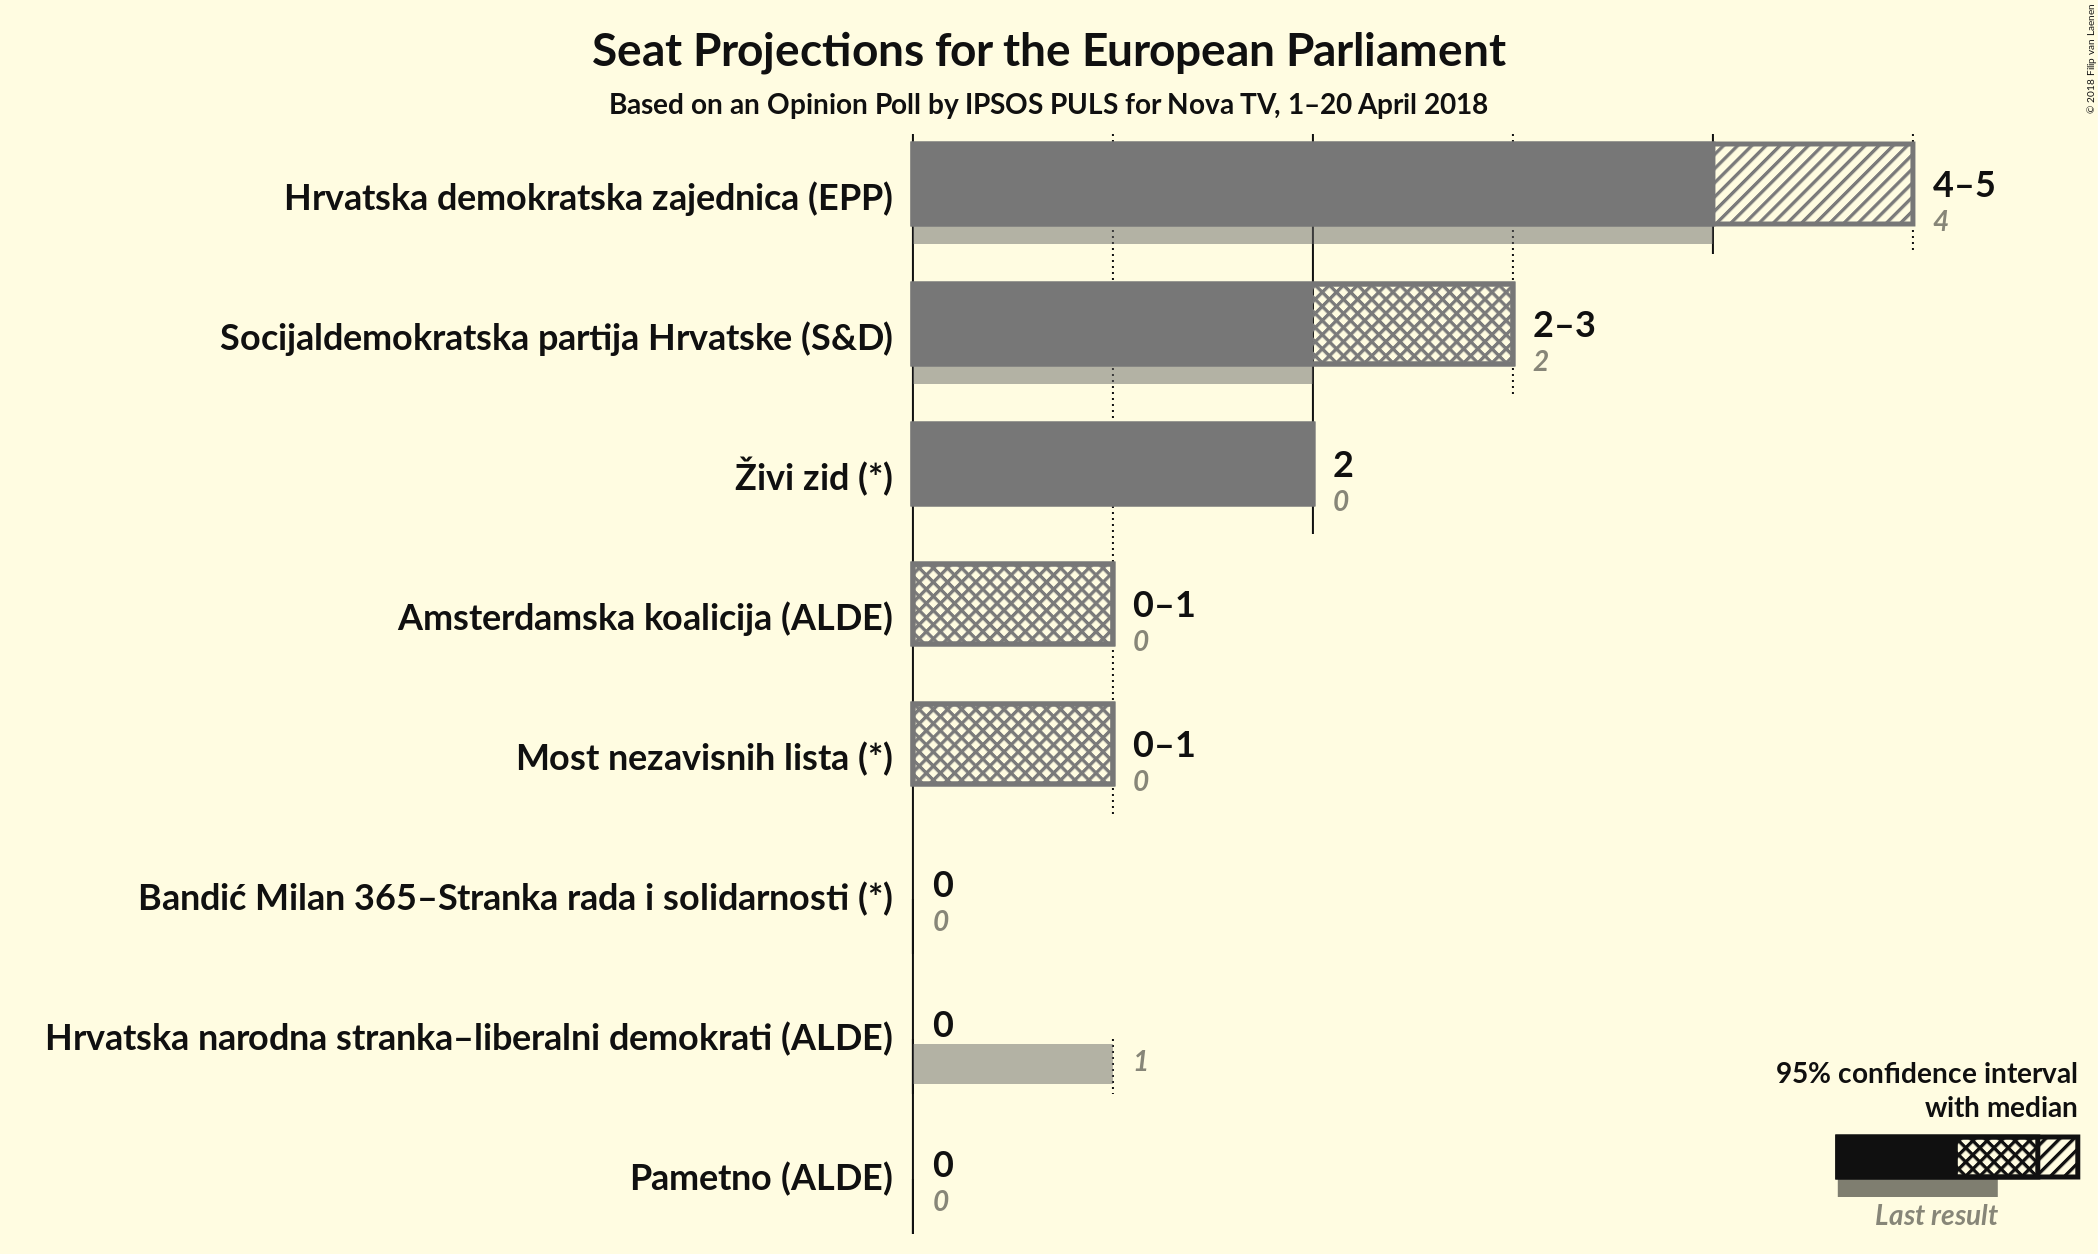 Seat Projections for the European Parliament
Based on an Opinion Poll by IPSOS PULS for Nova TV, 1–20 April 2018
© 2018 Filip van Laenen
Hrvatska demokratska zajednica (EPP)
4–5
4
Socijaldemokratska partija Hrvatske (S&D)
2–3
2
Živi zid (*)
2
0
Amsterdamska koalicija (ALDE)
0–1
0
Most nezavisnih lista (*)
0–1
0
Bandić Milan 365–Stranka rada i solidarnosti (*)
0
0
Hrvatska narodna stranka–liberalni demokrati (ALDE)
0
1
Pametno (ALDE)
0
0
95% confidence interval
with median
Last result